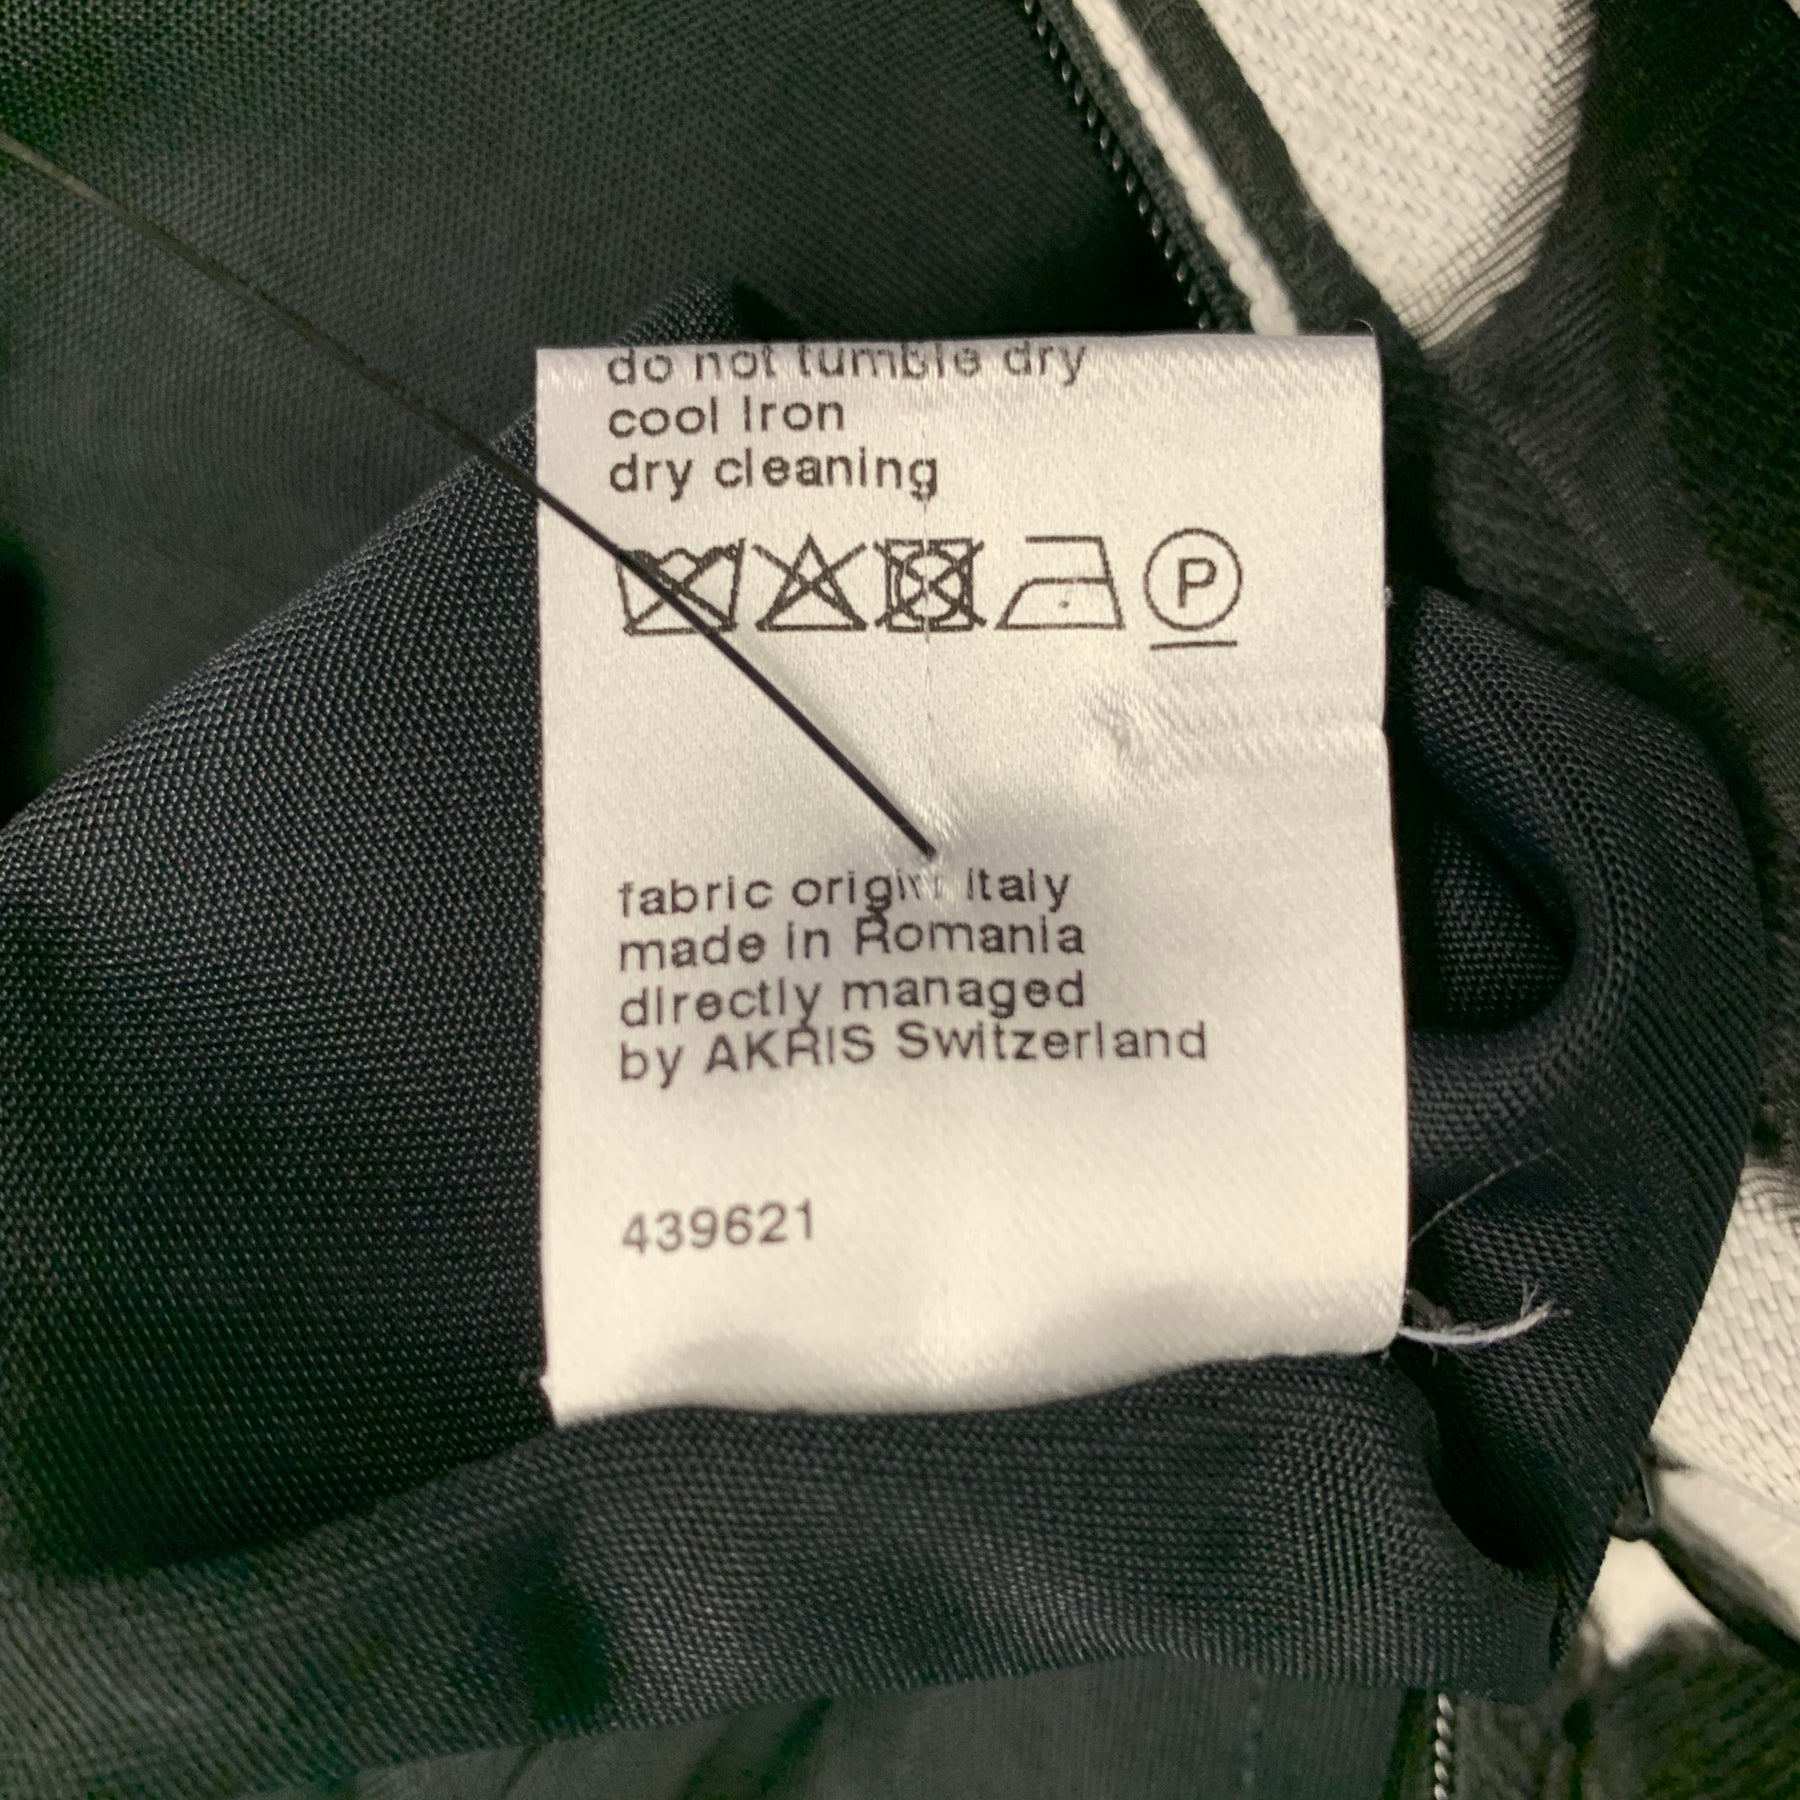 do not tumble dry
cool iron
dry cleaning
P
fabric origin: Italy
made in Romania
directly managed
by AKRIS Switzerland
439621